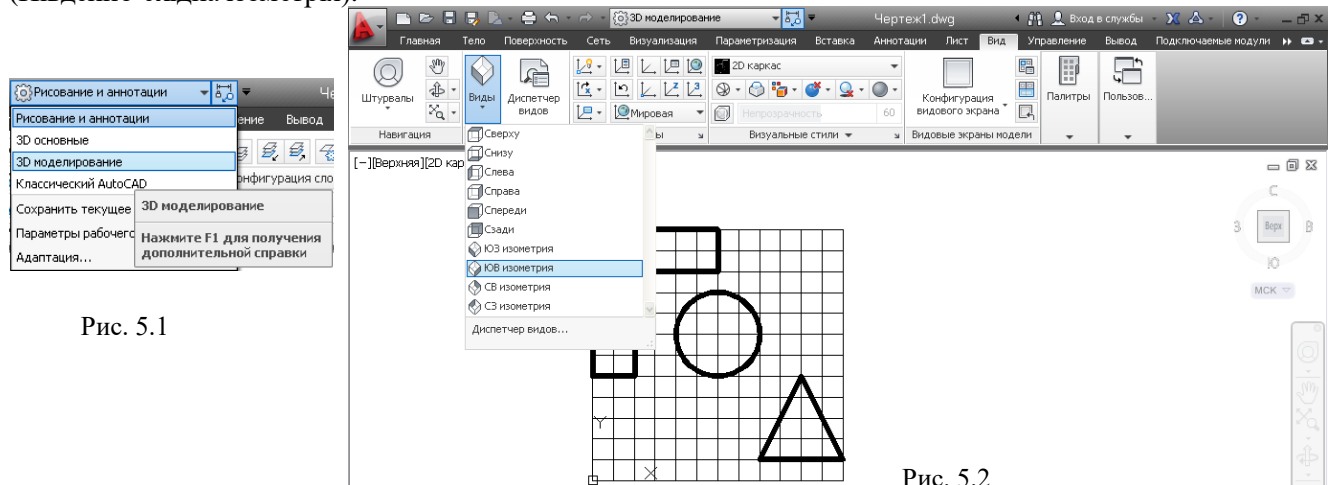 Рисование и аннотации
Рисование и аннотации
3D основные
3D моделирование
Классический AutoCAD
Сохранить текущее
Параметры рабочего
Адаптация...
Вывод
3D моделирование
Нажмите F1 для получения
дополнительной справки
Рис. 5.1
3D моделирование
Чертеж1.dwg
Вход в службы
Главная Тело Поверхность Сеть Визуализация Параметризация Вставка Аннотации Лист Вид Управление Вывод Подключаемые модули
Штурвалы
Виды
Диспетчер
видов
Мировая
2D каркас
Непрозрачность 60
Конфигурация
видового экрана
Палитры
Пользов...
Навигация
Визуальные стили
Видовые экраны модели
[−][Верхняя][2D кар
Сверху
Снизу
Слева
Справа
Спереди
Сзади
ЮЗ изометрия
ЮВ изометрия
СВ изометрия
СЗ изометрия
Диспетчер видов...
С
З
Верх
В
Ю
МСК
Y
X
Рис. 5.2